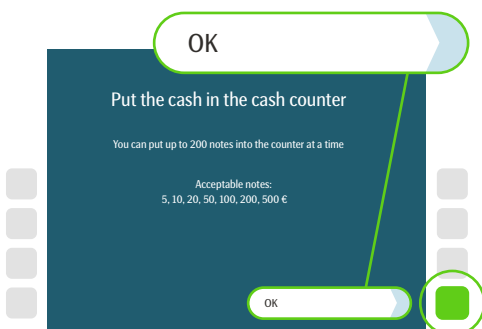 OK
Put the cash in the cash counter
You can put up to 200 notes into the counter at a time
Acceptable notes:
5, 10, 20, 50, 100, 200, 500 €
OK